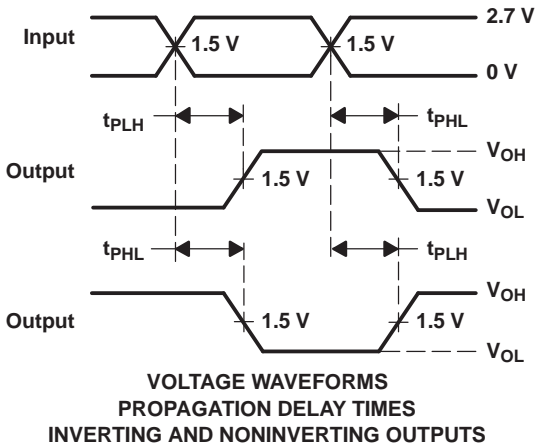 2.7 V
Input
1.5 V
1.5 V
0 V
tPLH
tPHL
VOH
Output
1.5 V
1.5 V
VOL
tPHL
tPLH
VOH
Output
1.5 V
1.5 V
VOL
VOLTAGE WAVEFORMS
PROPAGATION DELAY TIMES
INVERTING AND NONINVERTING OUTPUTS